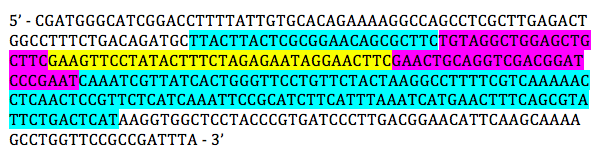 5’ - CGATGGGCATCGGACCTTTTATTGTGCACAGAAAAGGCCAGCCTCGCTTGAGACT
GGCCTTTCTGACAGATGCTTACTTACTCGCGGAACAGCGCTTCTGTAGGCTGGAGCTG
CTTCGAAGTTCCTATACTTTCTAGAGAATAGGAACTTCGAACTGCAGGTCGACGGAT
CCCGAATCAAATCGTTATCACTGGGTTCCTGTTCTACTAAGGCCTTTTCGTCAAAAAC
CTCAACTCCGTTCTCATCAAATTCCGCATCTTCATTTAAATCATGAACTTTCAGCGTA
TTCTGACTCATAAGGTGGCTCCTACCCGTGATCCCTTGACGGAACATTCAAGCAAAA
GCCTGGTTCCGCCGATTTA - 3’